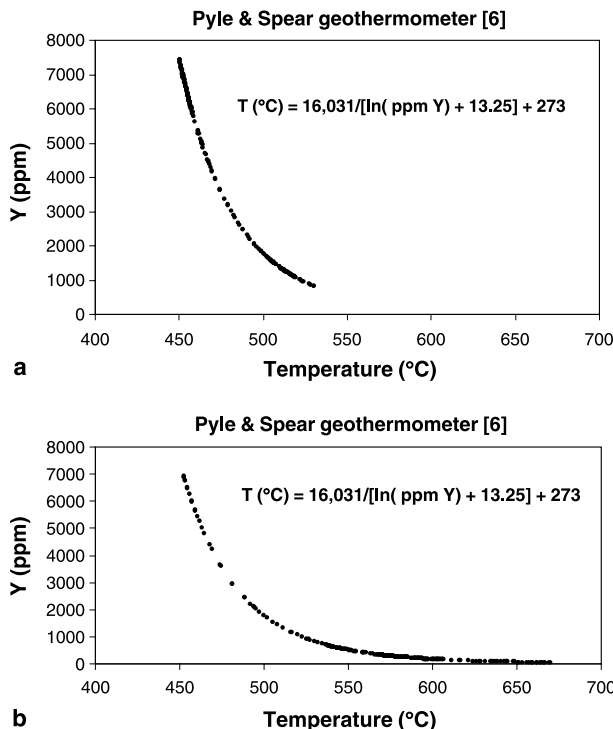 Pyle & Spear geothermometer [6]
8000
7000
6000
5000
4000
3000
2000
1000
0
Y (ppm)
T (°C) = 16,031/[ln( ppm Y) + 13.25] + 273
400 450 500 550 600 650 700
Temperature (°C)
a
Pyle & Spear geothermometer [6]
8000
7000
6000
5000
4000
3000
2000
1000
0
Y (ppm)
T (°C) = 16,031/[ln( ppm Y) + 13.25] + 273
400 450 500 550 600 650 700
Temperature (°C)
b